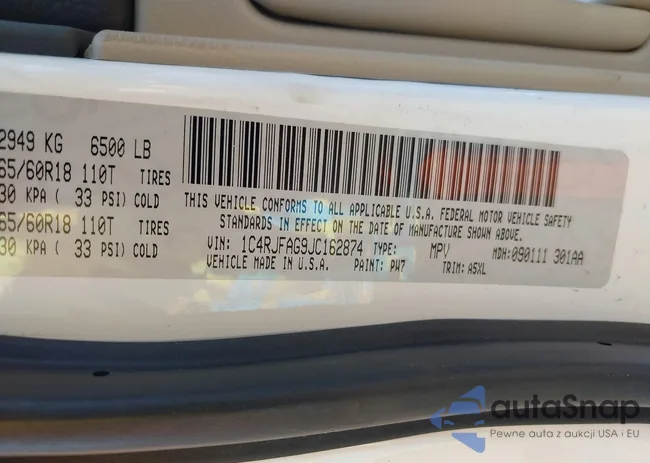 2949 KG 6500 LB
65/60R18 110T TIRES
30 KPA ( 33 PSI) COLD
65/60R18 110T TIRES
30 KPA ( 33 PSI) COLD
THIS VEHICLE CONFORMS TO ALL APPLICABLE U.S.A. FEDERAL MOTOR VEHICLE SAFETY
STANDARDS IN EFFECT ON THE DATE OF MANUFACTURE SHOWN ABOVE.
VIN: 1C4RJFAG9JC162874 TYPE: MPV MDH: 090111 301AA
VEHICLE MADE IN U.S.A. PAINT: PW7 TRIM: A5XL
autaSnap
Pewne auta z aukcji USA i EU